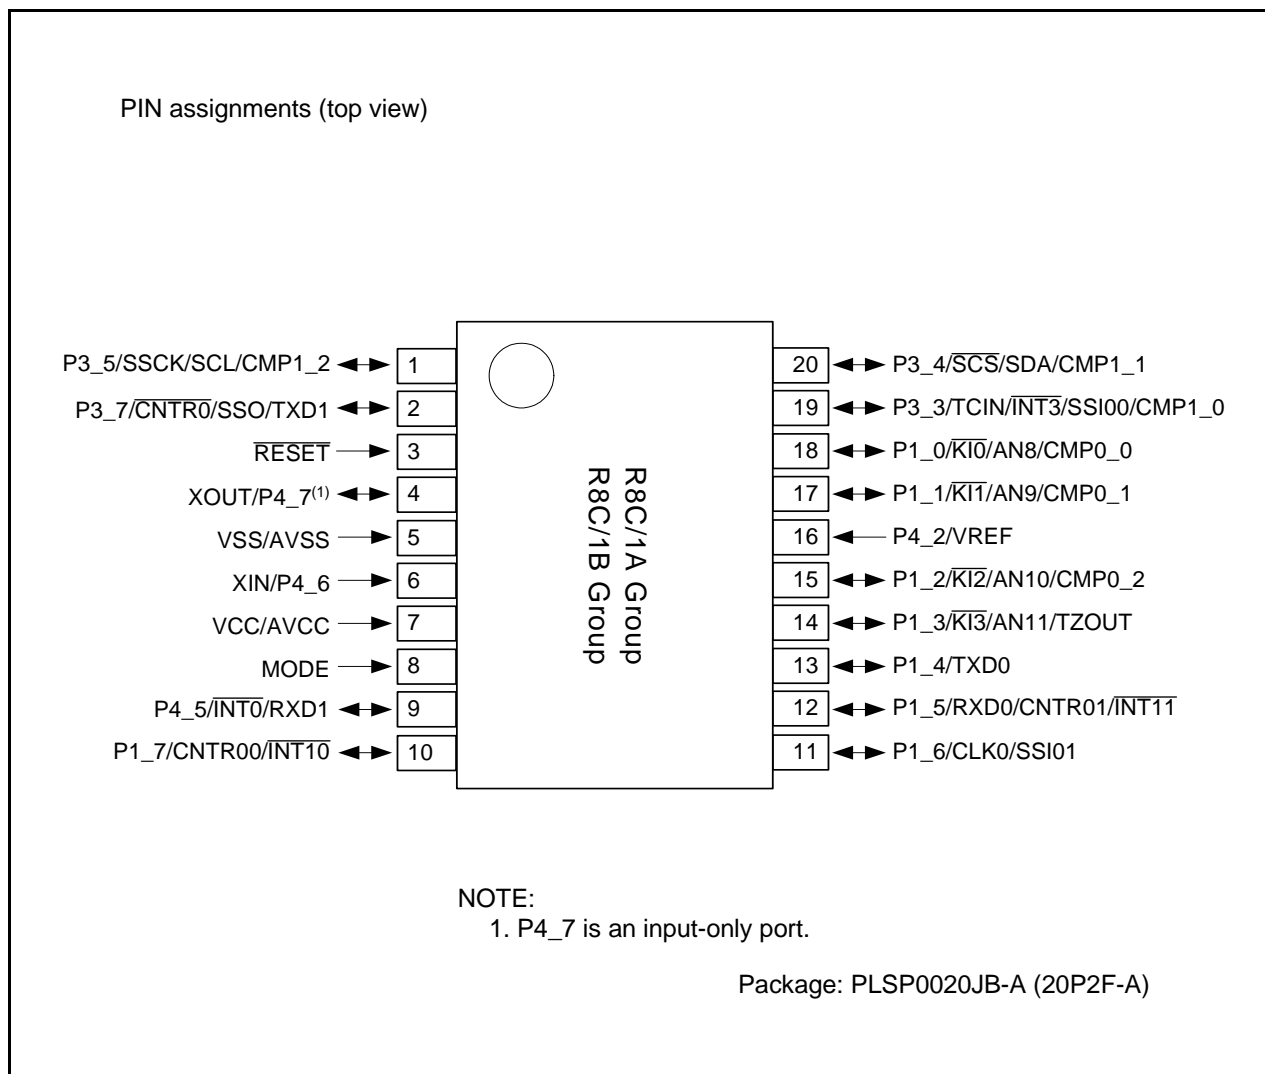 PIN assignments (top view)
P3_5/SSCK/SCL/CMP1_2 1
P3_7/CNTR0/SSO/TXD1 2
RESET 3
XOUT/P4_7(1) 4
VSS/AVSS 5
XIN/P4_6 6
VCC/AVCC 7
MODE 8
P4_5/INT0/RXD1 9
P1_7/CNTR00/INT10 10
R8C/1A Group
R8C/1B Group
20 P3_4/SCS/SDA/CMP1_1
19 P3_3/TCIN/INT3/SSI00/CMP1_0
18 P1_0/KI0/AN8/CMP0_0
17 P1_1/KI1/AN9/CMP0_1
16 P4_2/VREF
15 P1_2/KI2/AN10/CMP0_2
14 P1_3/KI3/AN11/TZOUT
13 P1_4/TXD0
12 P1_5/RXD0/CNTR01/INT11
11 P1_6/CLK0/SSI01
NOTE:
1. P4_7 is an input-only port.
Package: PLSP0020JB-A (20P2F-A)